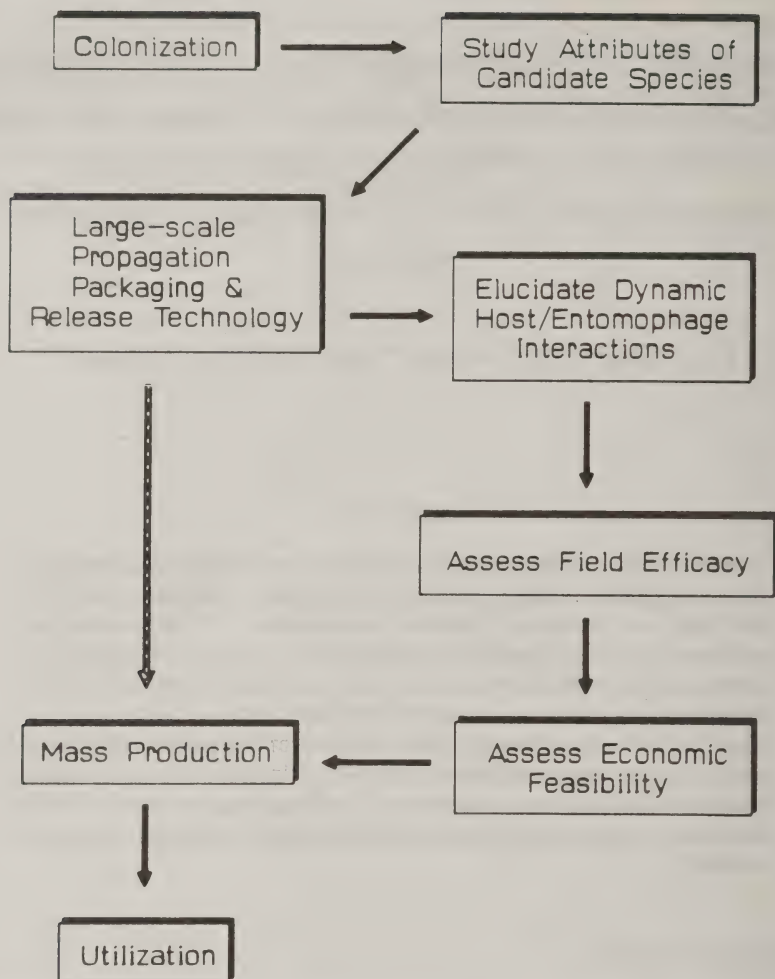 Colonization
Study Attributes of
Candidate Species
Large-scale
Propagation
Packaging &
Release Technology
Elucidate Dynamic
Host/Entomophage
Interactions
Assess Field Efficacy
Mass Production
Assess Economic
Feasibility
Utilization